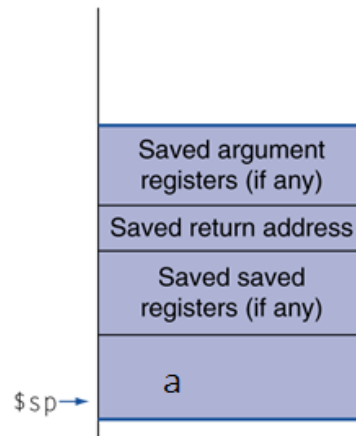 Saved argument
registers (if any)
Saved return address
Saved saved
registers (if any)
a
$sp